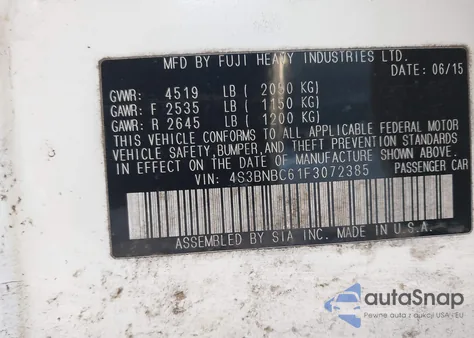 MFD BY FUJI HEAVY INDUSTRIES LTD.
DATE: 06/15
GVWR: 4519 LB ( 2050 KG)
GAWR: F 2535 LB ( 1150 KG)
GAWR: R 2645 LB ( 1200 KG)
THIS VEHICLE CONFORMS TO ALL APPLICABLE FEDERAL MOTOR
VEHICLE SAFETY, BUMPER, AND THEFT PREVENTION STANDARDS
IN EFFECT ON THE DATE OF MANUFACTURE SHOWN ABOVE.
VIN: 4S3BNBC61F3072385 PASSENGER CAR
ASSEMBLED BY SIA INC. MADE IN U.S.A.
autoSnap
Pewne auta z aukcji USA i EU